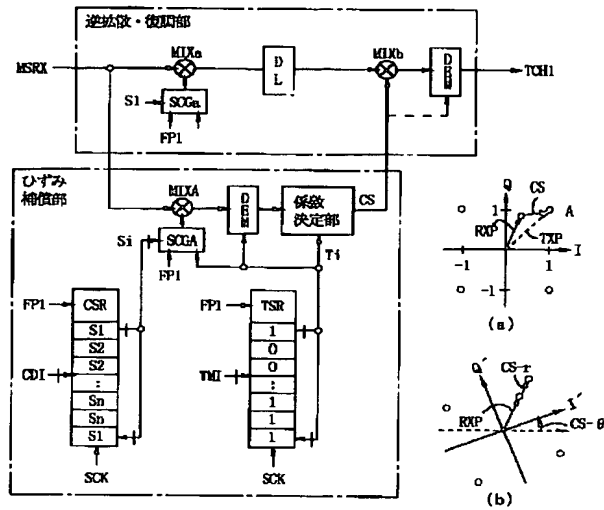 逆拡散・復調部
MIXa
MIXb
MSRX
DL
DEM
TCH1
S1
SCGa
FP1
ひずみ
補償部
MIXA
DEM
係数
決定部
CS
Si
SCGA
FP1
Ti
FP1
CSR
S1
S2
S2
:
Sn
Sn
S1
CDI
SCK
FP1
TSR
1
0
0
:
1
1
1
TMI
SCK
Q
CS
1
A
RXP
TXP
I
-1
1
-1
(a)
Q'
CS-r
I'
RXP
CS-θ
(b)